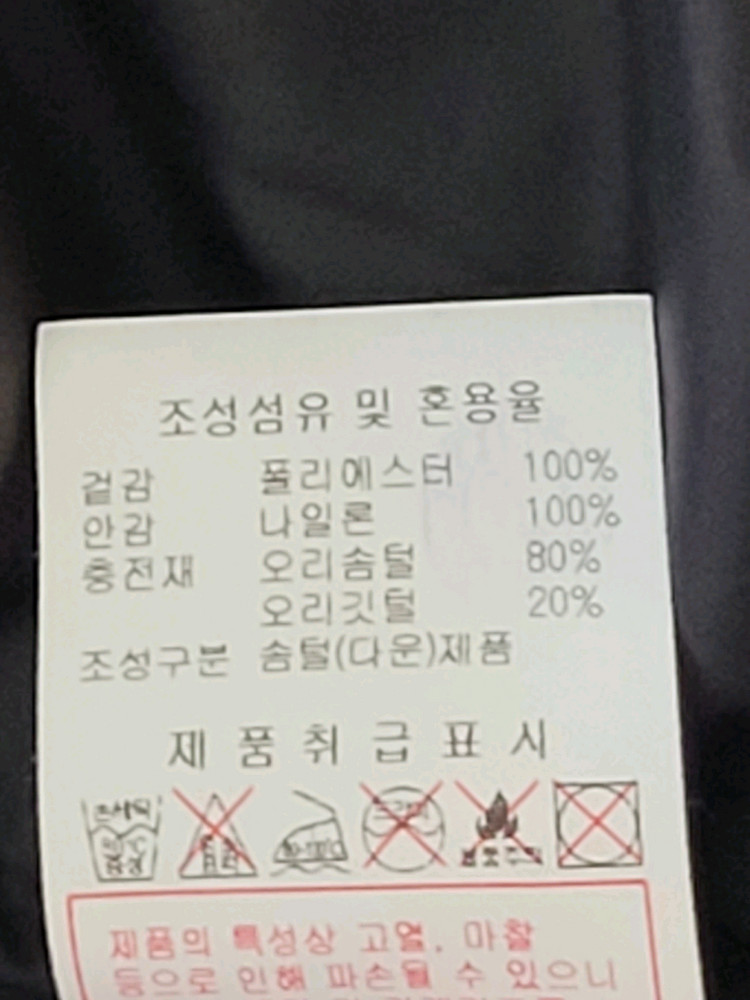 조성섬유 및 혼용율
겉감 폴리에스터 100%
안감 나일론 100%
충전재 오리솜털 80%
오리깃털 20%
조성구분 솜털(다운)제품
제품취급표시
제품의 특성상 고열, 마찰
등으로 인해 파손될 수 있으니